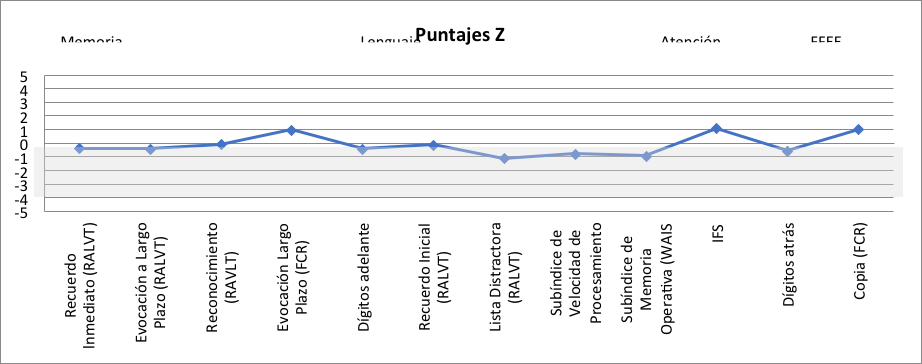 Puntajes Z
Memoria Lenguaje Atención FFFF
5
4
3
2
1
0
-1
-2
-3
-4
-5
Recuerdo
Inmediato (RALVT)
Evocación a Largo
Plazo (RALVT)
Reconocimiento
(RAVLT)
Evocación Largo
Plazo (FCR)
Dígitos adelante
Recuerdo Inicial
(RALVT)
Lista Distractora
(RALVT)
Subíndice de
Velocidad de
Procesamiento
Subíndice de
Memoria
Operativa (WAIS
IFS
Dígitos atrás
Copia (FCR)